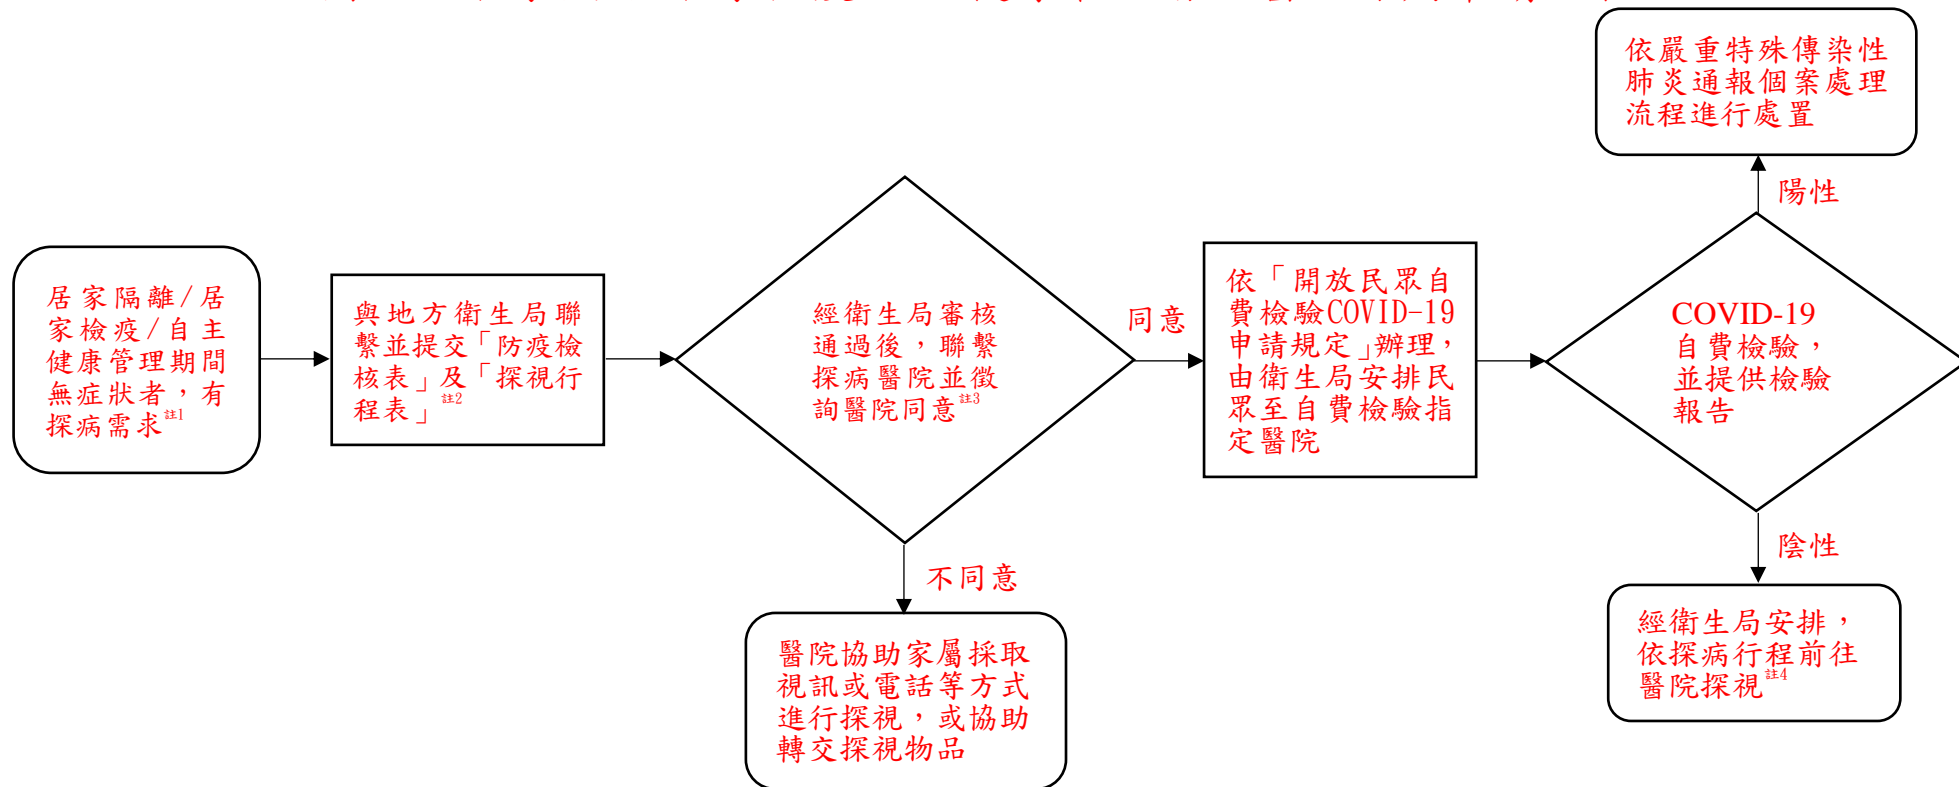 居家隔離/居
家檢疫/自主
健康管理期間
無症狀者，有
探病需求註1
與地方衛生局聯
繫並提交「防疫檢
核表」及「探視行
程表」註2
經衛生局審核
通過後，聯繫
探病醫院並徵
詢醫院同意註3
同意
不同意
醫院協助家屬採取
視訊或電話等方式
進行探視，或協助
轉交探視物品
依「開放民眾自
費檢驗COVID-19
申請規定」辦理，
由衛生局安排民
眾至自費檢驗指
定醫院
COVID-19
自費檢驗，
並提供檢驗
報告
陽性
依嚴重特殊傳染性
肺炎通報個案處理
流程進行處置
陰性
經衛生局安排，
依探病行程前往
醫院探視註4